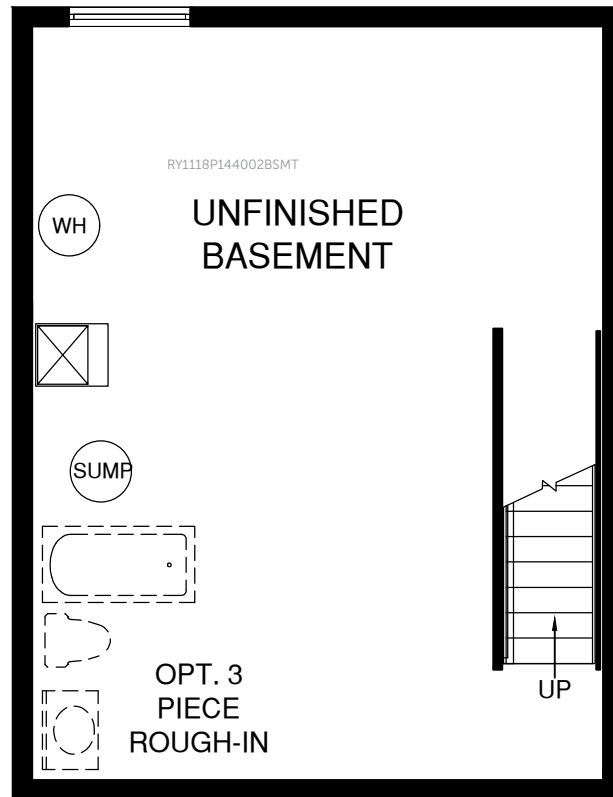 RY1118P144002BSMT
UNFINISHED
BASEMENT
WH
SUMP
OPT. 3
PIECE
ROUGH-IN
UP